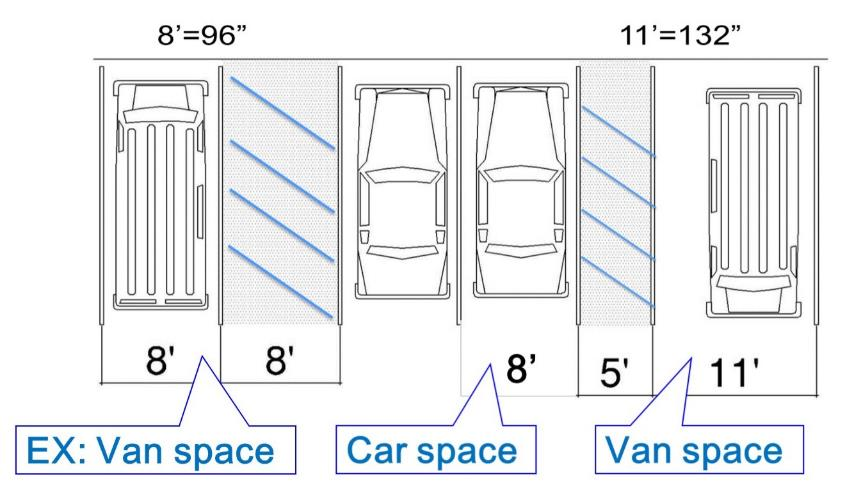 8’=96”
11’=132”
8'
8'
8’
5'
11'
EX: Van space
Car space
Van space